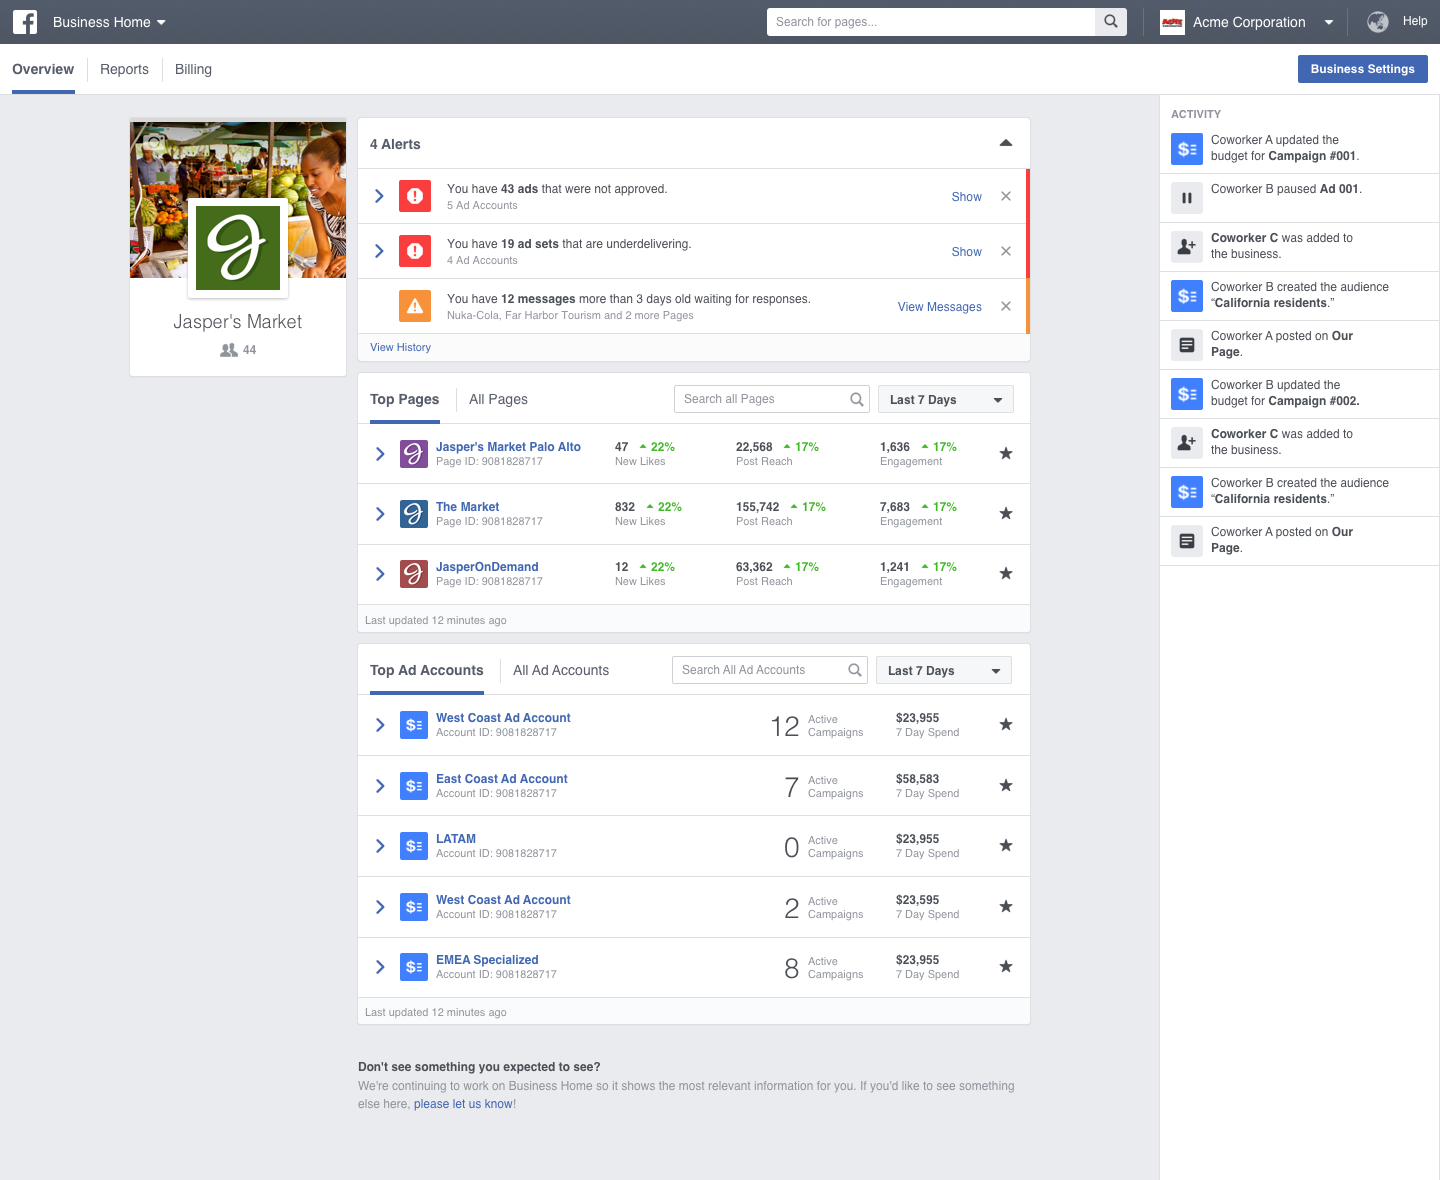 Business Home
Search for pages...
Acme Corporation
Help
Overview
Reports
Billing
Business Settings
Jasper's Market
44
4 Alerts
You have 43 ads that were not approved.
5 Ad Accounts
Show
You have 19 ad sets that are underdelivering.
4 Ad Accounts
Show
You have 12 messages more than 3 days old waiting for responses.
Nuka-Cola, Far Harbor Tourism and 2 more Pages
View Messages
View History
Top Pages
All Pages
Search all Pages
Last 7 Days
Jasper's Market Palo Alto
Page ID: 9081828717
47 22%
New Likes
22,568 17%
Post Reach
1,636 17%
Engagement
The Market
Page ID: 9081828717
832 22%
New Likes
155,742 17%
Post Reach
7,683 17%
Engagement
JasperOnDemand
Page ID: 9081828717
12 22%
New Likes
63,362 17%
Post Reach
1,241 17%
Engagement
Last updated 12 minutes ago
Top Ad Accounts
All Ad Accounts
Search All Ad Accounts
Last 7 Days
West Coast Ad Account
Account ID: 9081828717
12
Active
Campaigns
$23,955
7 Day Spend
East Coast Ad Account
Account ID: 9081828717
7
Active
Campaigns
$58,583
7 Day Spend
LATAM
Account ID: 9081828717
0
Active
Campaigns
$23,955
7 Day Spend
West Coast Ad Account
Account ID: 9081828717
2
Active
Campaigns
$23,595
7 Day Spend
EMEA Specialized
Account ID: 9081828717
8
Active
Campaigns
$23,955
7 Day Spend
Last updated 12 minutes ago
Don't see something you expected to see?
We're continuing to work on Business Home so it shows the most relevant information for you. If you'd like to see something
else here, please let us know!
ACTIVITY
Coworker A updated the
budget for Campaign #001.
Coworker B paused Ad 001.
Coworker C was added to
the business.
Coworker B created the audience
“California residents.”
Coworker A posted on Our
Page.
Coworker B updated the
budget for Campaign #002.
Coworker C was added to
the business.
Coworker B created the audience
“California residents.”
Coworker A posted on Our
Page.